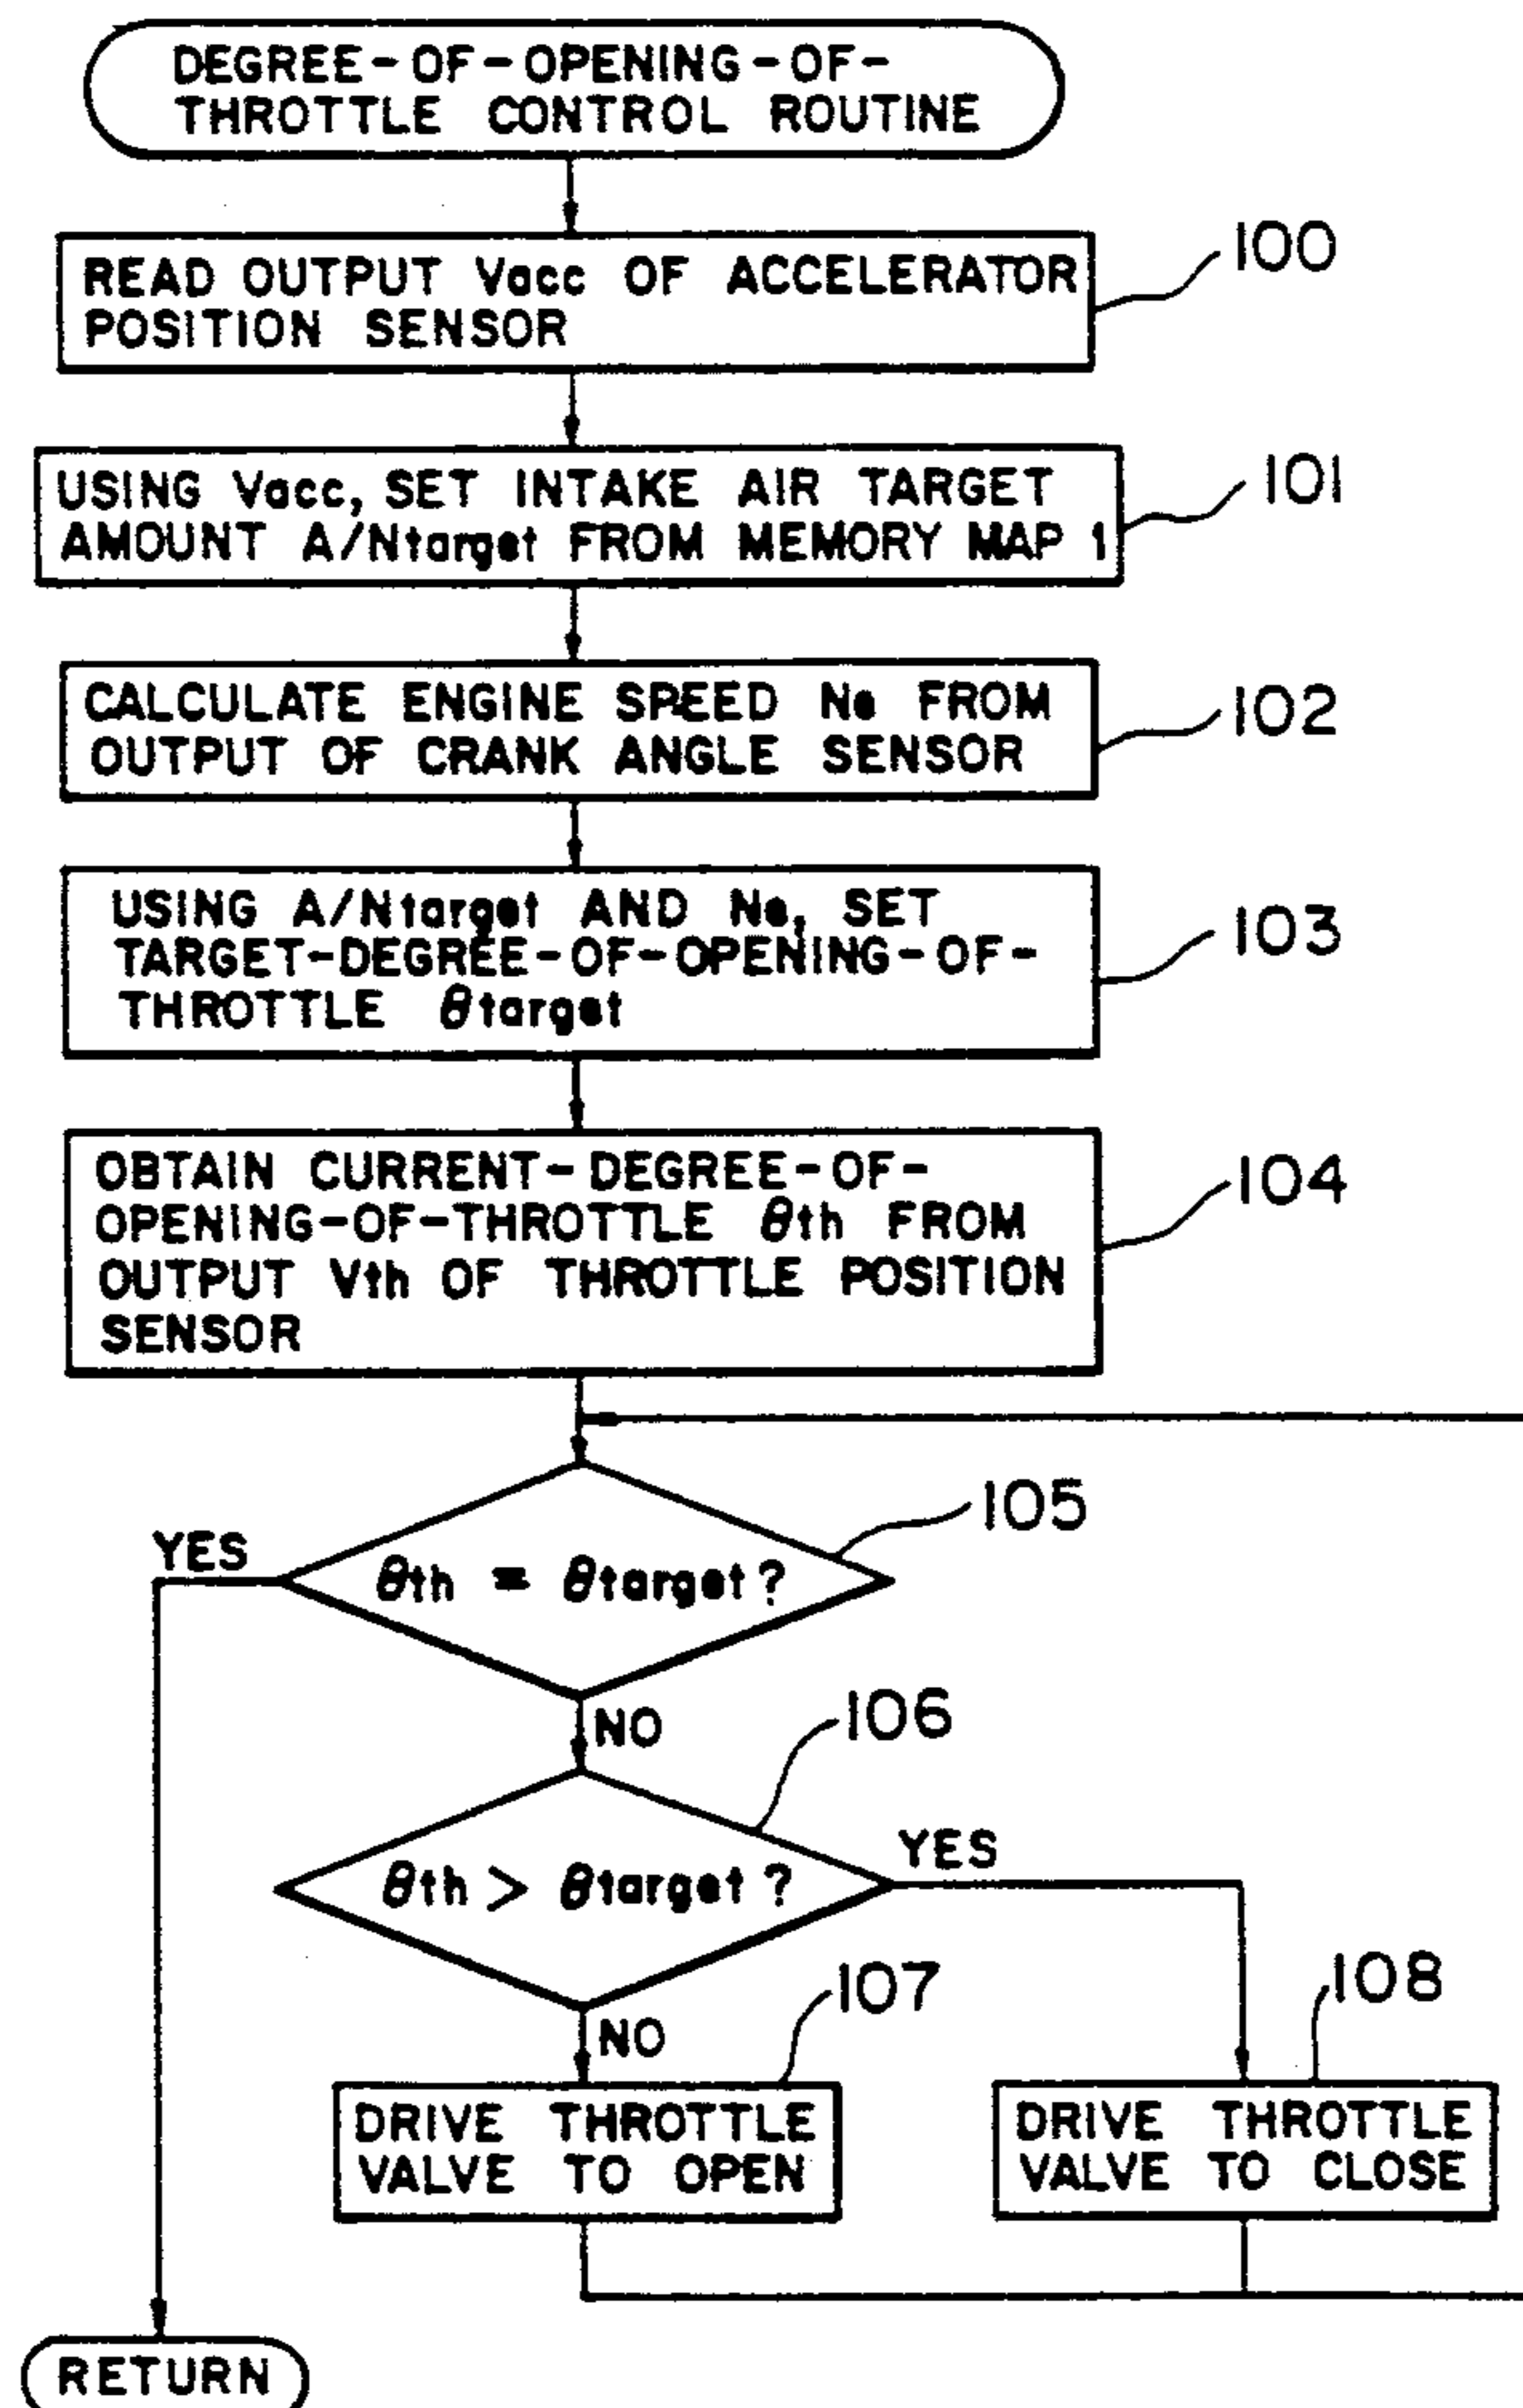 DEGREE-OF-OPENING-OF-
THROTTLE CONTROL ROUTINE
READ OUTPUT Vacc OF ACCELERATOR
POSITION SENSOR
100
USING Vacc, SET INTAKE AIR TARGET
AMOUNT A/Ntarget FROM MEMORY MAP 1
101
CALCULATE ENGINE SPEED Ne FROM
OUTPUT OF CRANK ANGLE SENSOR
102
USING A/Ntarget AND Ne, SET
TARGET-DEGREE-OF-OPENING-OF-
THROTTLE θtarget
103
OBTAIN CURRENT-DEGREE-OF-
OPENING-OF-THROTTLE θth FROM
OUTPUT Vth OF THROTTLE POSITION
SENSOR
104
105
YES
θth = θtarget?
NO
106
θth > θtarget?
YES
NO
107
108
DRIVE THROTTLE
VALVE TO OPEN
DRIVE THROTTLE
VALVE TO CLOSE
RETURN